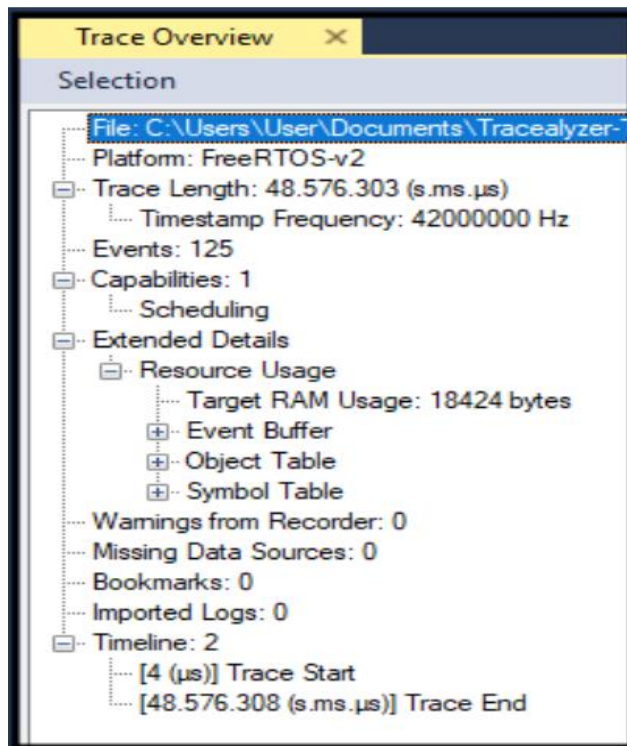 Trace Overview ×
Selection
File: C:\Users\User\Documents\Tracealyzer-
Platform: FreeRTOS-v2
Trace Length: 48.576.303 (s.ms.µs)
Timestamp Frequency: 42000000 Hz
Events: 125
Capabilities: 1
Scheduling
Extended Details
Resource Usage
Target RAM Usage: 18424 bytes
Event Buffer
Object Table
Symbol Table
Warnings from Recorder: 0
Missing Data Sources: 0
Bookmarks: 0
Imported Logs: 0
Timeline: 2
[4 (µs)] Trace Start
[48.576.308 (s.ms.µs)] Trace End